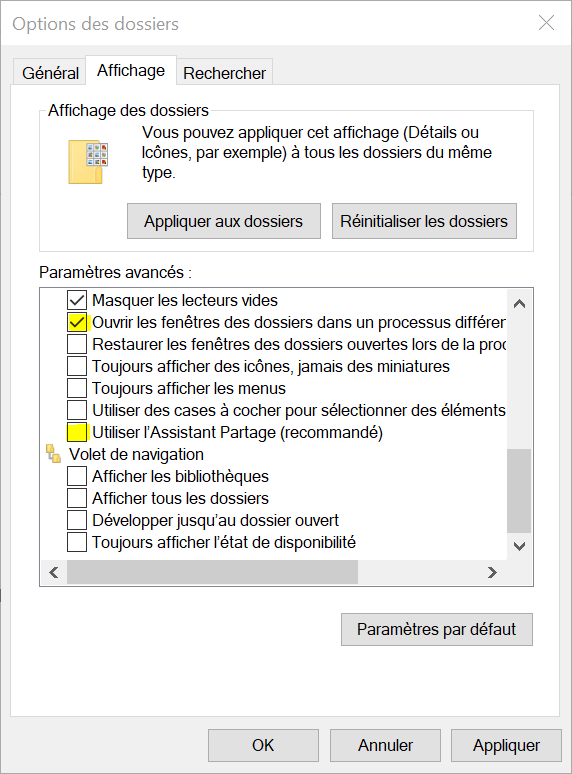 Options des dossiers
Général
Affichage
Rechercher
Affichage des dossiers
Vous pouvez appliquer cet affichage (Détails ou
Icônes, par exemple) à tous les dossiers du même
type.
Appliquer aux dossiers
Réinitialiser les dossiers
Paramètres avancés :
Masquer les lecteurs vides
Ouvrir les fenêtres des dossiers dans un processus différen
Restaurer les fenêtres des dossiers ouvertes lors de la proc
Toujours afficher des icônes, jamais des miniatures
Toujours afficher les menus
Utiliser des cases à cocher pour sélectionner des éléments
Utiliser l’Assistant Partage (recommandé)
Volet de navigation
Afficher les bibliothèques
Afficher tous les dossiers
Développer jusqu’au dossier ouvert
Toujours afficher l’état de disponibilité
Paramètres par défaut
OK
Annuler
Appliquer